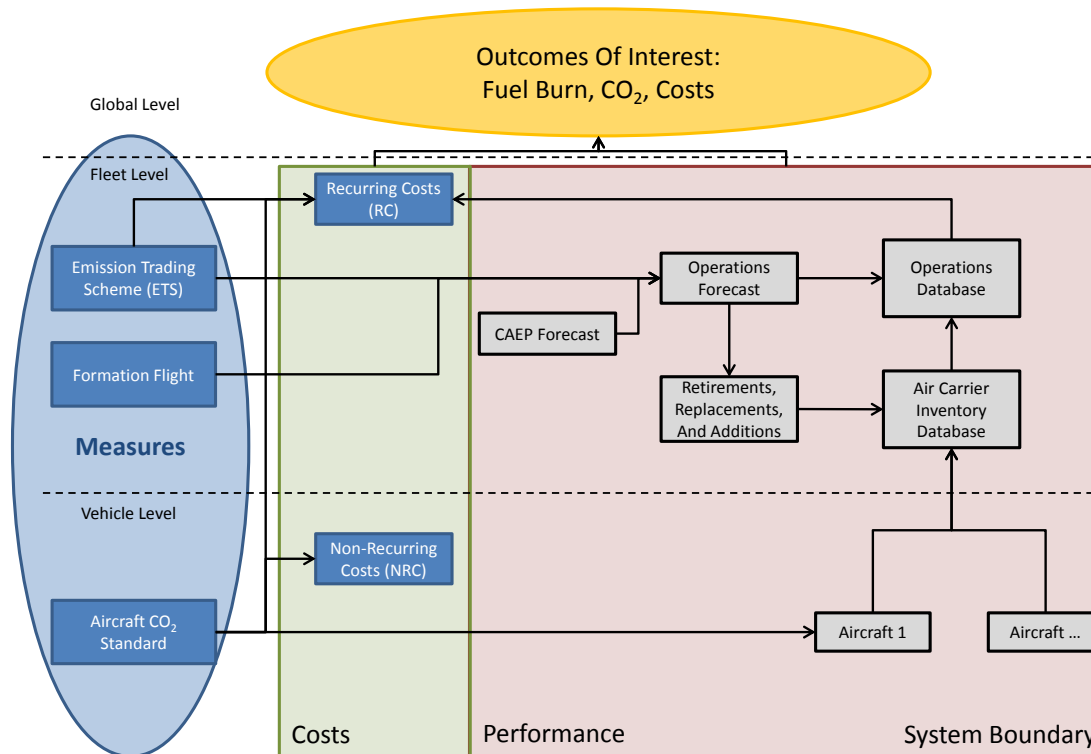 Outcomes Of Interest:
Fuel Burn, CO₂, Costs
Global Level
Fleet Level
Recurring Costs
(RC)
Emission Trading
Scheme (ETS)
Operations
Forecast
Operations
Database
CAEP Forecast
Formation Flight
Retirements,
Replacements,
And Additions
Air Carrier
Inventory
Database
Measures
Vehicle Level
Non-Recurring
Costs (NRC)
Aircraft CO₂
Standard
Aircraft 1
Aircraft ...
Costs
Performance
System Boundary